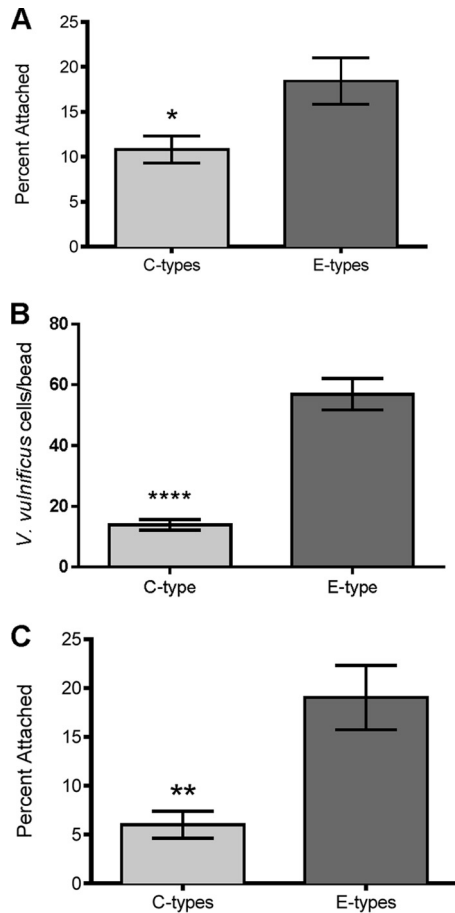 A
Percent Attached
25
20
15
10
5
0
*
C-types
E-types
B
V. vulnificus cells/bead
80
60
40
20
0
****
C-type
E-type
C
Percent Attached
25
20
15
10
5
0
**
C-types
E-types